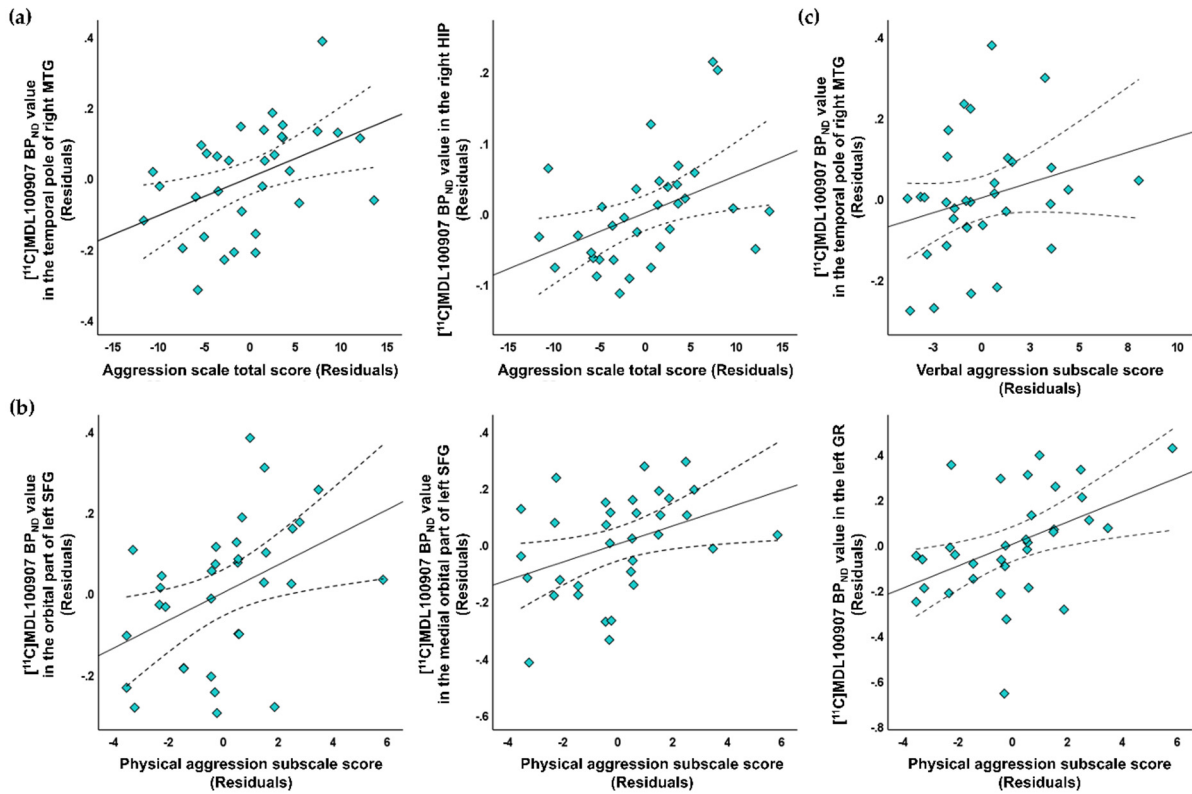 (a)
[¹¹C]MDL100907 BP_ND value
in the temporal pole of right MTG
(Residuals)
.4
.2
.0
-.2
-.4
-15
-10
-5
0
5
10
15
Aggression scale total score (Residuals)
[¹¹C]MDL100907 BP_ND value in the right HIP
(Residuals)
.2
.1
.0
-.1
-15
-10
-5
0
5
10
15
Aggression scale total score (Residuals)
(c)
[¹¹C]MDL100907 BP_ND value
in the temporal pole of right MTG
(Residuals)
.4
.2
.0
-.2
-3
0
3
5
8
10
Verbal aggression subscale score
(Residuals)
(b)
[¹¹C]MDL100907 BP_ND value
in the orbital part of left SFG
(Residuals)
.4
.2
.0
-.2
-4
-2
0
2
4
6
Physical aggression subscale score
(Residuals)
[¹¹C]MDL100907 BP_ND value
in the medial orbital part of left SFG
(Residuals)
.4
.2
.0
-.2
-.4
-.6
-4
-2
0
2
4
6
Physical aggression subscale score
(Residuals)
[¹¹C]MDL100907 BP_ND value in the left GR
(Residuals)
.6
.4
.2
.0
-.2
-.4
-.6
-.8
-4
-2
0
2
4
6
Physical aggression subscale score
(Residuals)